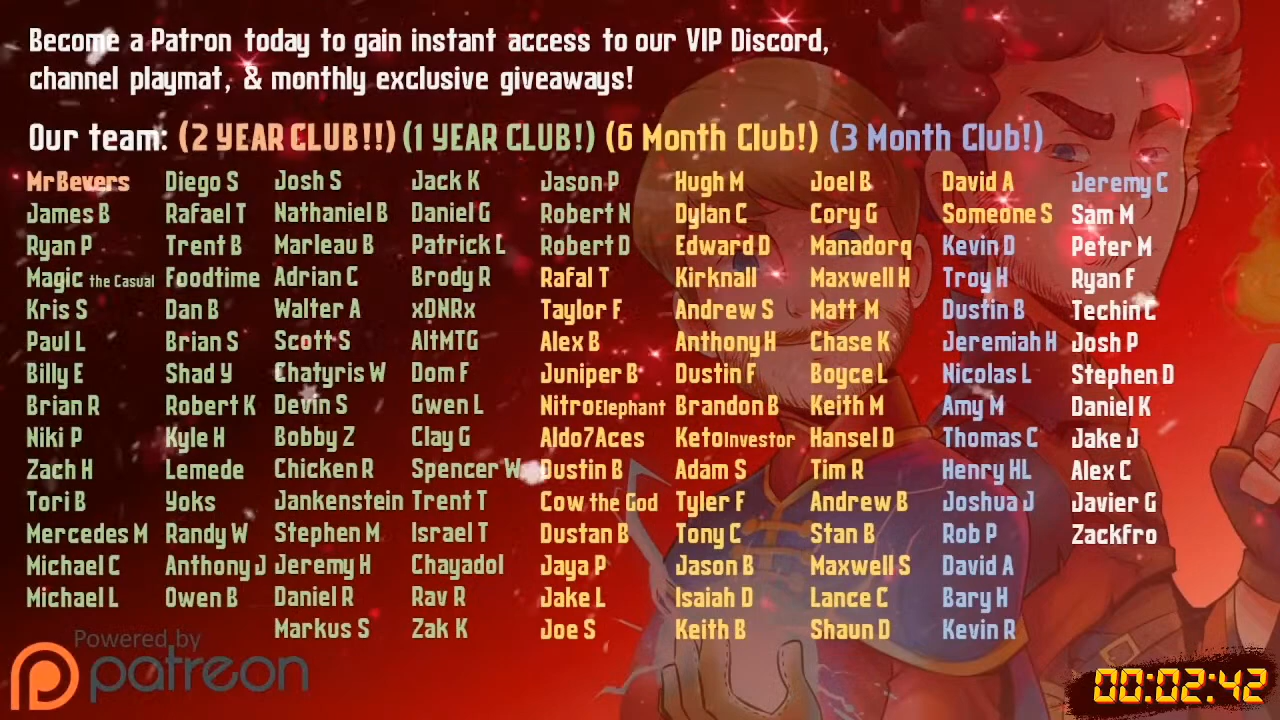 Become a Patron today to gain instant access to our VIP Discord,
channel playmat, & monthly exclusive giveaways!
Our team: (2 YEAR CLUB!!) (1 YEAR CLUB!) (6 Month Club!) (3 Month Club!)
MrBevers Diego S Josh S Jack K Jason P Hugh M Joel B David A Jeremy C
James B Rafael T Nathaniel B Daniel G Robert N Dylan C Cory G Someone S Sam M
Ryan P Trent B Marleau B Patrick L Robert D Edward D Manadorq Kevin D Peter M
Magic the Casual Foodtime Adrian C Brody R Rafal T Kirknall Maxwell H Troy H Ryan F
Kris S Dan B Walter A xDNRx Taylor F Andrew S Matt M Dustin B Techin C
Paul L Brian S Scott S AltMTG Alex B Anthony H Chase K Jeremiah H Josh P
Billy E Shad Y Chatyris W Dom F Juniper B Dustin F Boyce L Nicolas L Stephen D
Brian R Robert K Devin S Gwen L NitroElephant Brandon B Keith M Amy M Daniel K
Niki P Kyle H Bobby Z Clay G Aldo7Aces KetoInvestor Hansel D Thomas C Jake J
Zach H Lemede Chicken R Spencer W Dustin B Adam S Tim R Henry HL Alex C
Tori B Yoks Jankenstein Trent T Cow the God Tyler F Andrew B Joshua J Javier G
Mercedes M Randy W Stephen M Israel T Dustan B Tony C Stan B Rob P Zackfro
Michael C Anthony J Jeremy H Chayadol Jaya P Jason B Maxwell S David A
Michael L Owen B Daniel R Rav R Jake L Isaiah D Lance C Bary H
Markus S Zak K Joe S Keith B Shaun D Kevin R
Powered by
patreon
00:02:42